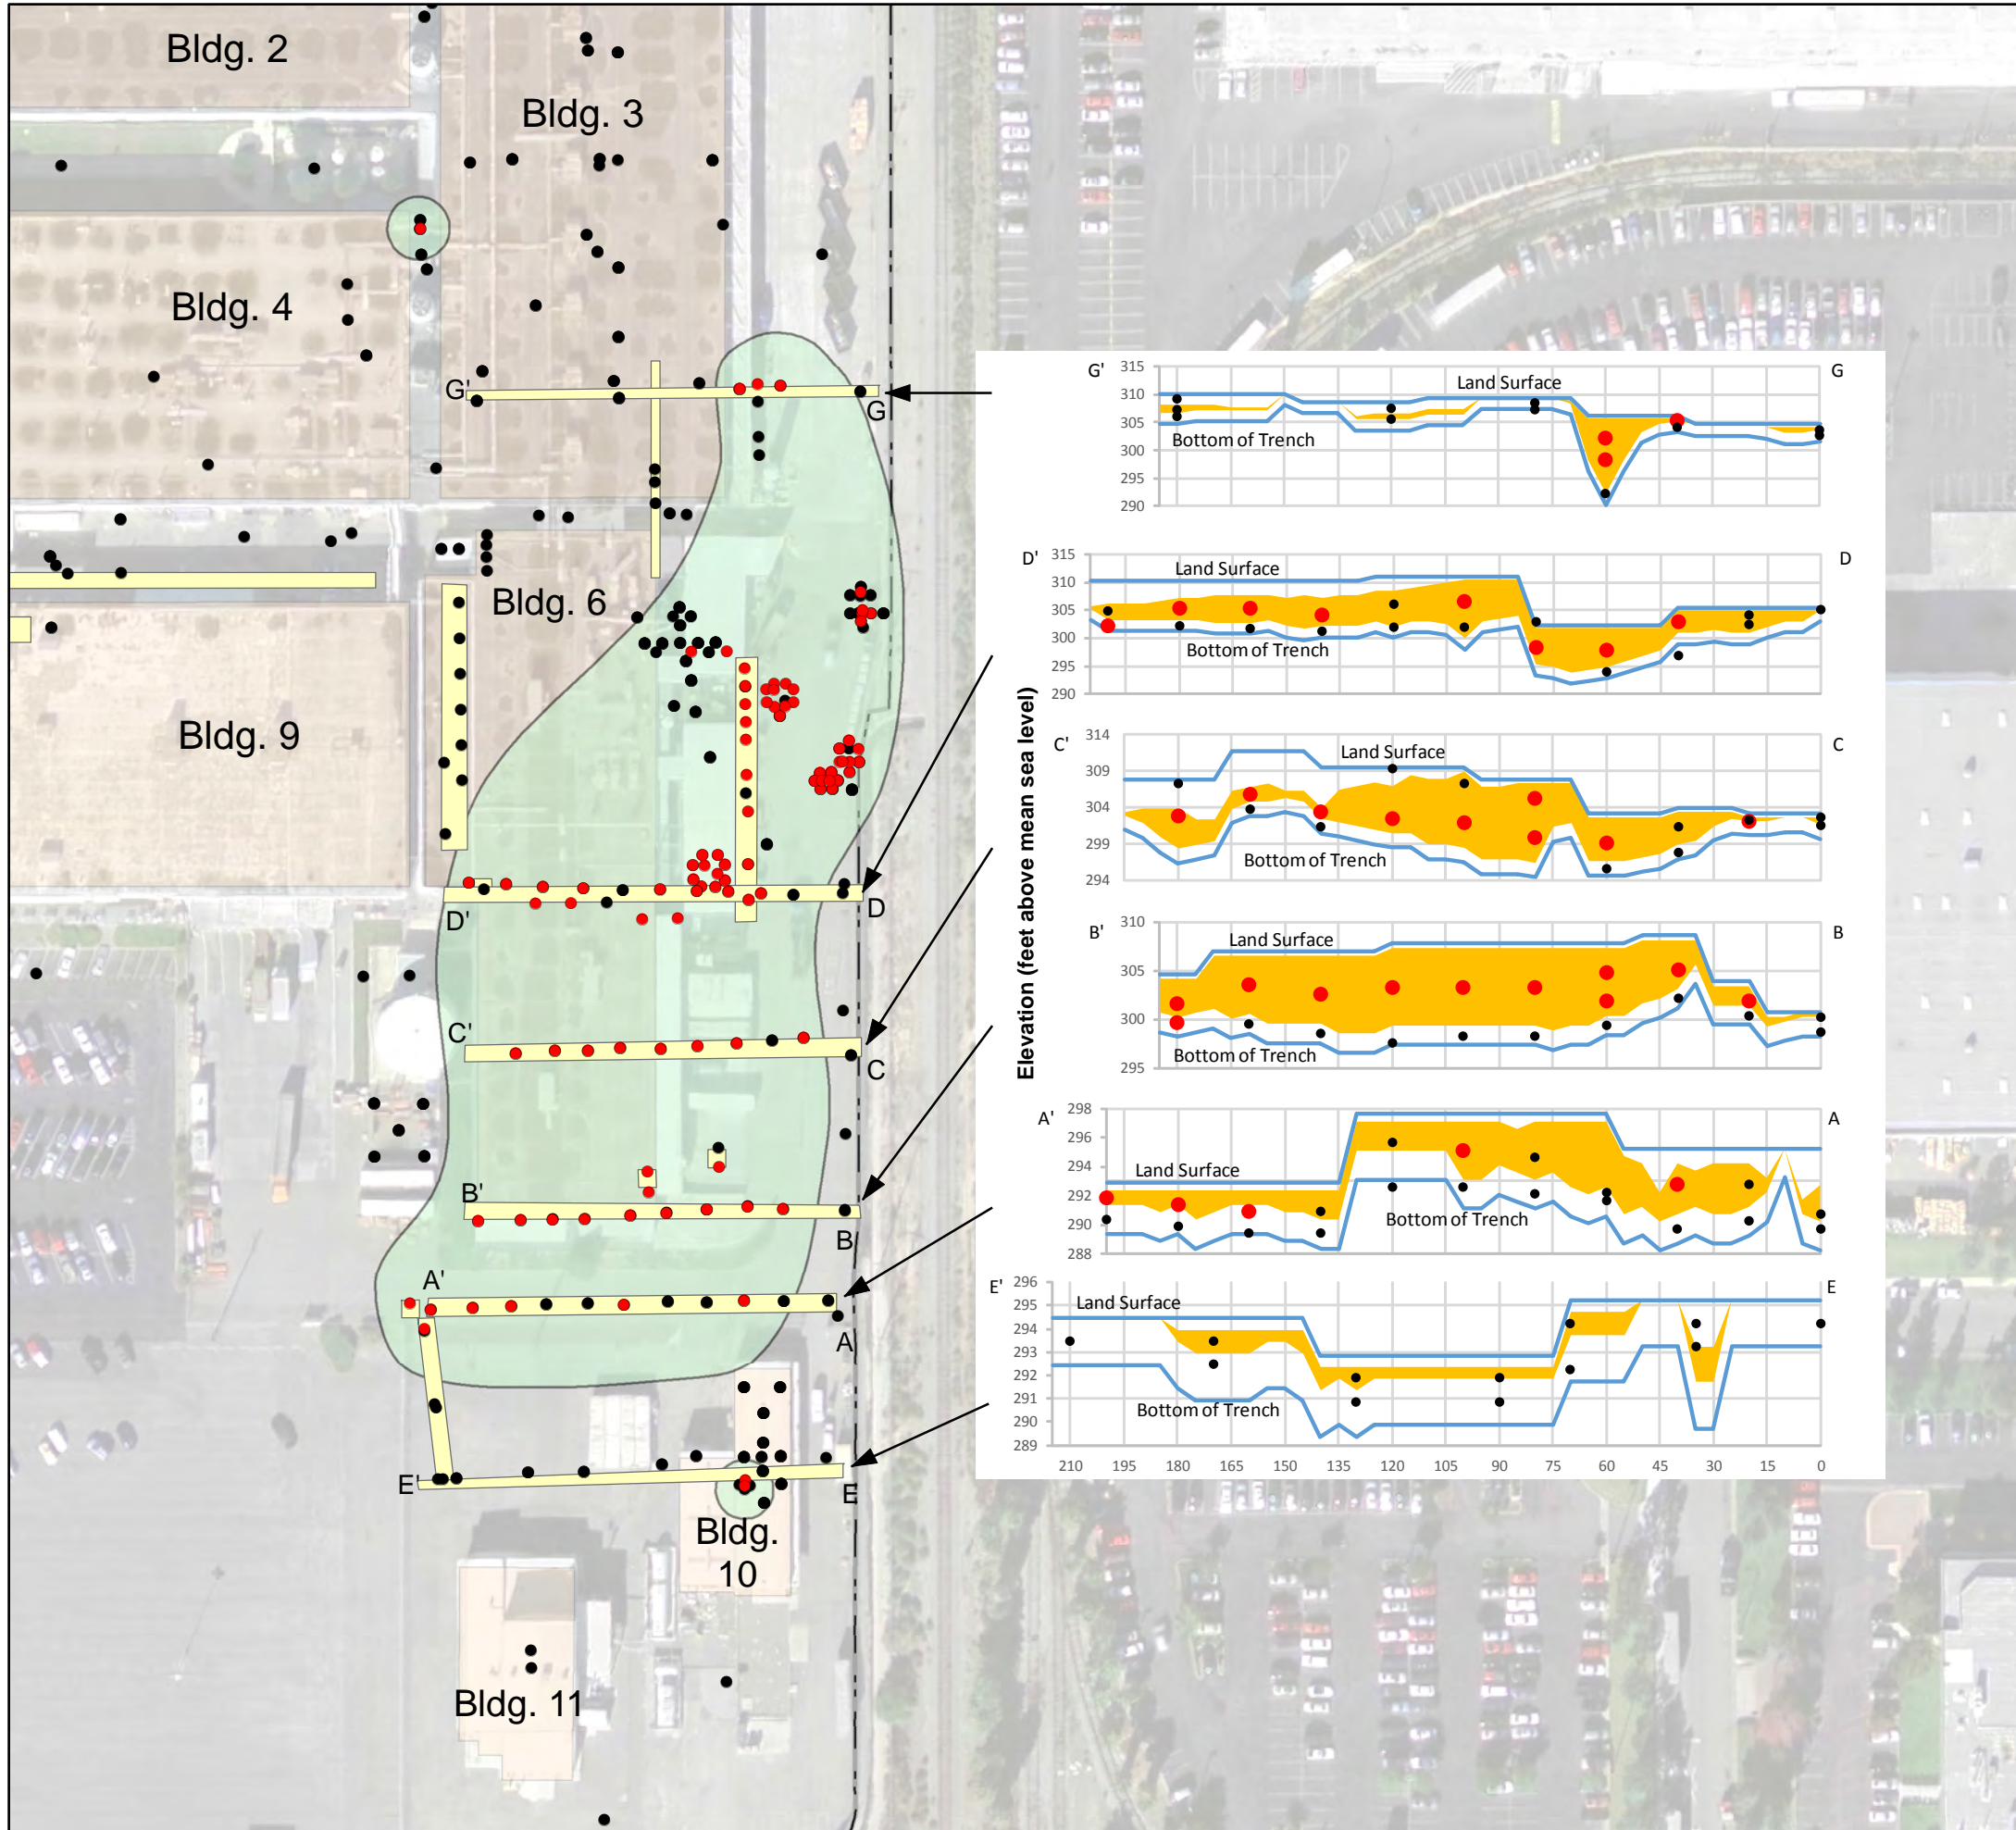 Bldg. 2
Bldg. 3
Bldg. 4
Bldg. 6
Bldg. 9
Bldg.
10
Bldg. 11
G'
G
D'
D
C'
C
B'
B
A'
A
E'
E
Elevation (feet above mean sea level)
G'
G
Land Surface
Bottom of Trench
315
310
305
300
295
290
D'
D
Land Surface
Bottom of Trench
315
310
305
300
295
290
C'
C
Land Surface
Bottom of Trench
314
309
304
299
294
B'
B
Land Surface
Bottom of Trench
310
305
300
295
A'
A
Land Surface
Bottom of Trench
298
296
294
292
290
288
E'
E
Land Surface
Bottom of Trench
296
295
294
293
292
291
290
289
210 195 180 165 150 135 120 105 90 75 60 45 30 15 0